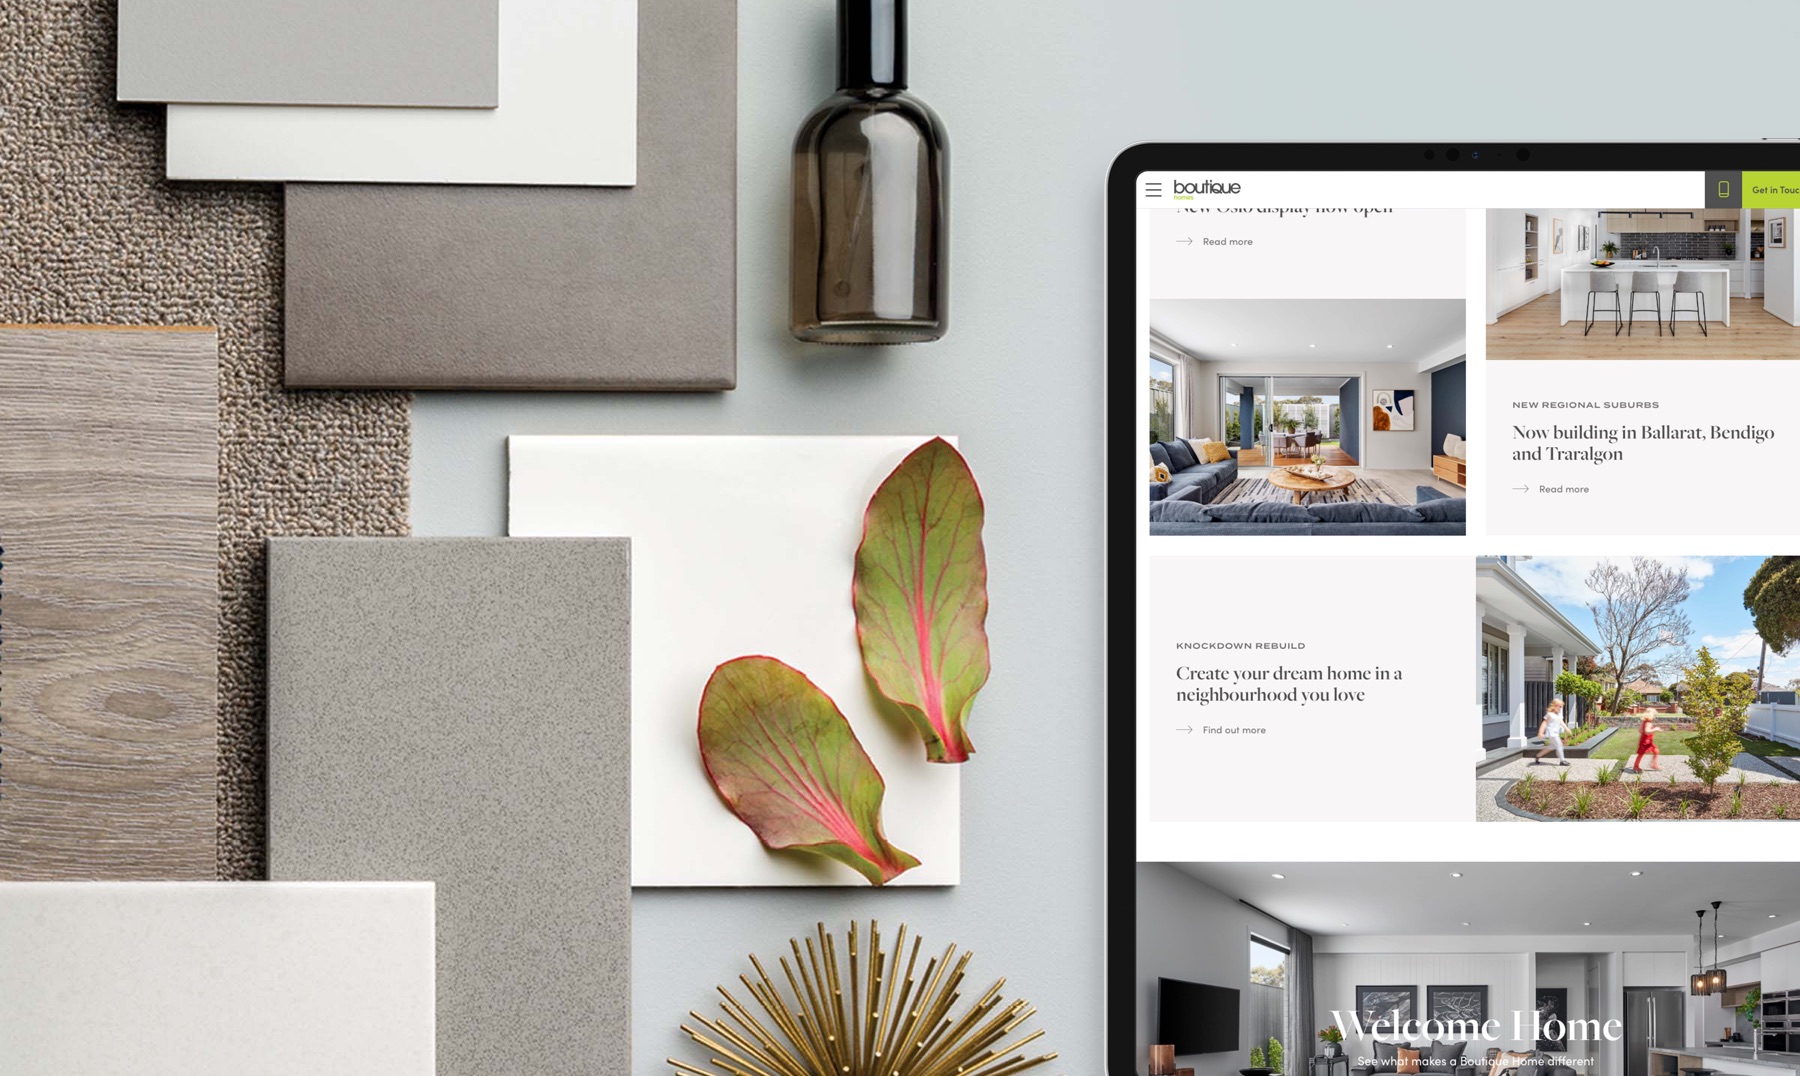 boutique
homes
Get in Touc
New Oslo display now open
Read more
NEW REGIONAL SUBURBS
Now building in Ballarat, Bendigo
and Traralgon
Read more
KNOCKDOWN REBUILD
Create your dream home in a
neighbourhood you love
Find out more
Welcome Home
See what makes a Boutique Home different